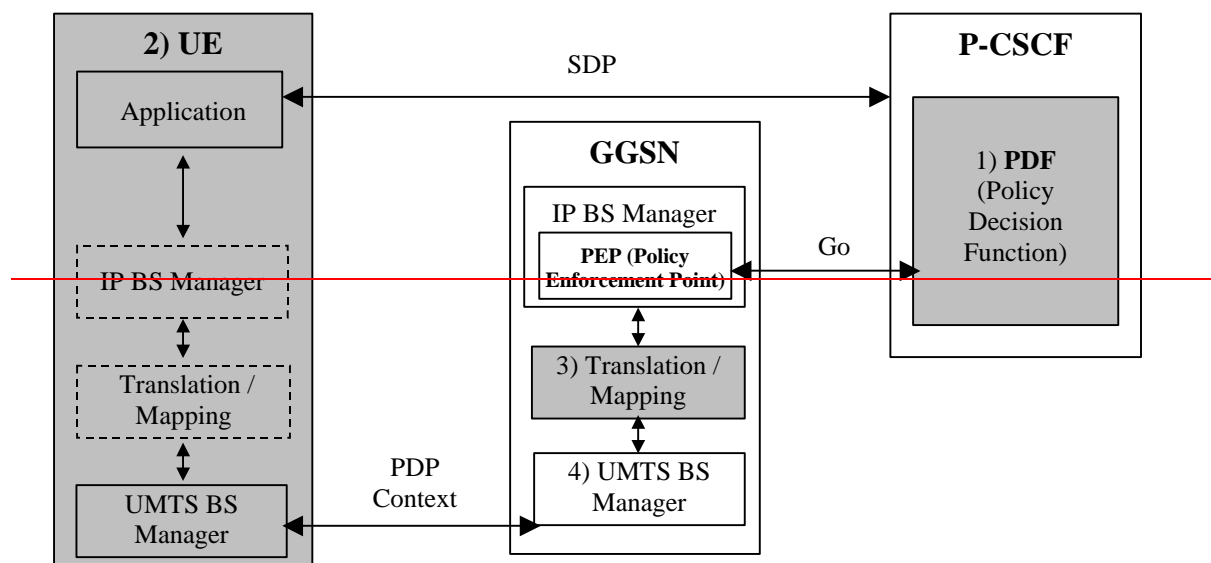 2) UE
Application
IP BS Manager
Translation /
Mapping
UMTS BS
Manager
SDP
PDP
Context
GGSN
IP BS Manager
PEP (Policy
Enforcement Point)
3) Translation /
Mapping
4) UMTS BS
Manager
Go
P-CSCF
1) PDF
(Policy
Decision
Function)